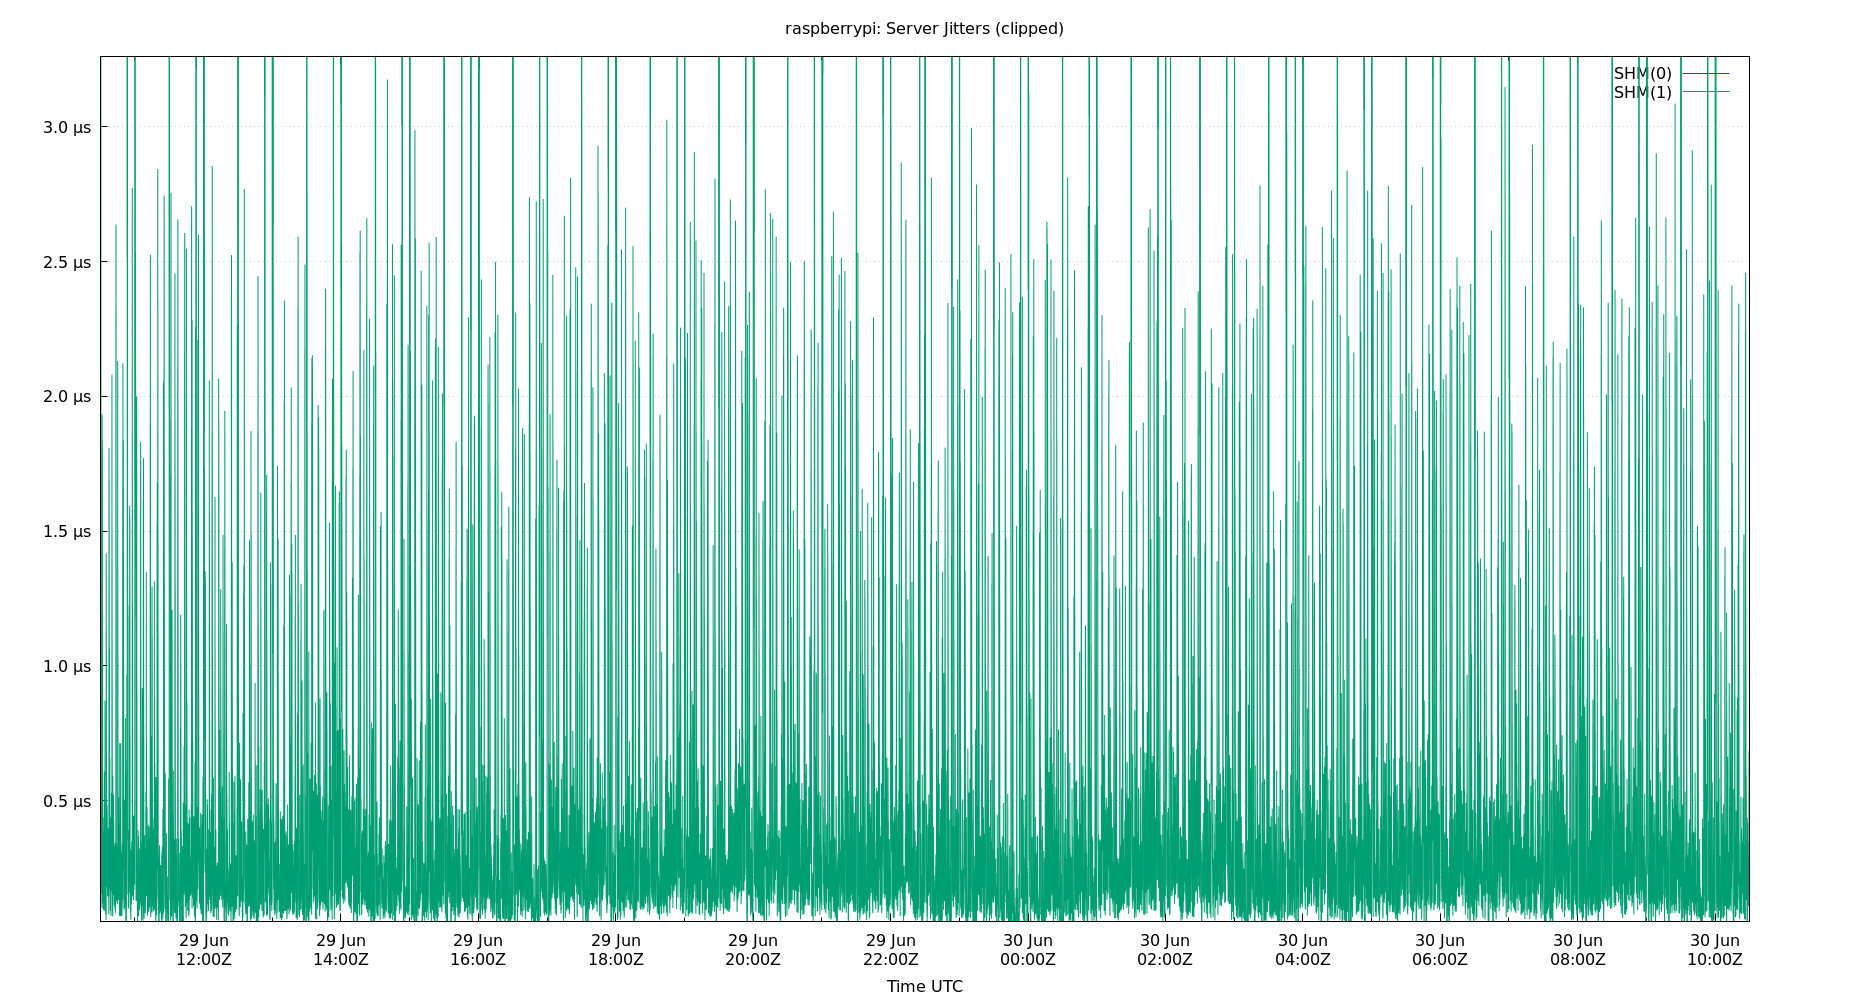 raspberrypi: Server Jitters (clipped)
SHM(0)
SHM(1)
3.0 µs
2.5 µs
2.0 µs
1.5 µs
1.0 µs
0.5 µs
29 Jun 29 Jun 29 Jun 29 Jun 29 Jun 29 Jun 30 Jun 30 Jun 30 Jun 30 Jun 30 Jun 30 Jun
12:00Z 14:00Z 16:00Z 18:00Z 20:00Z 22:00Z 00:00Z 02:00Z 04:00Z 06:00Z 08:00Z 10:00Z
Time UTC